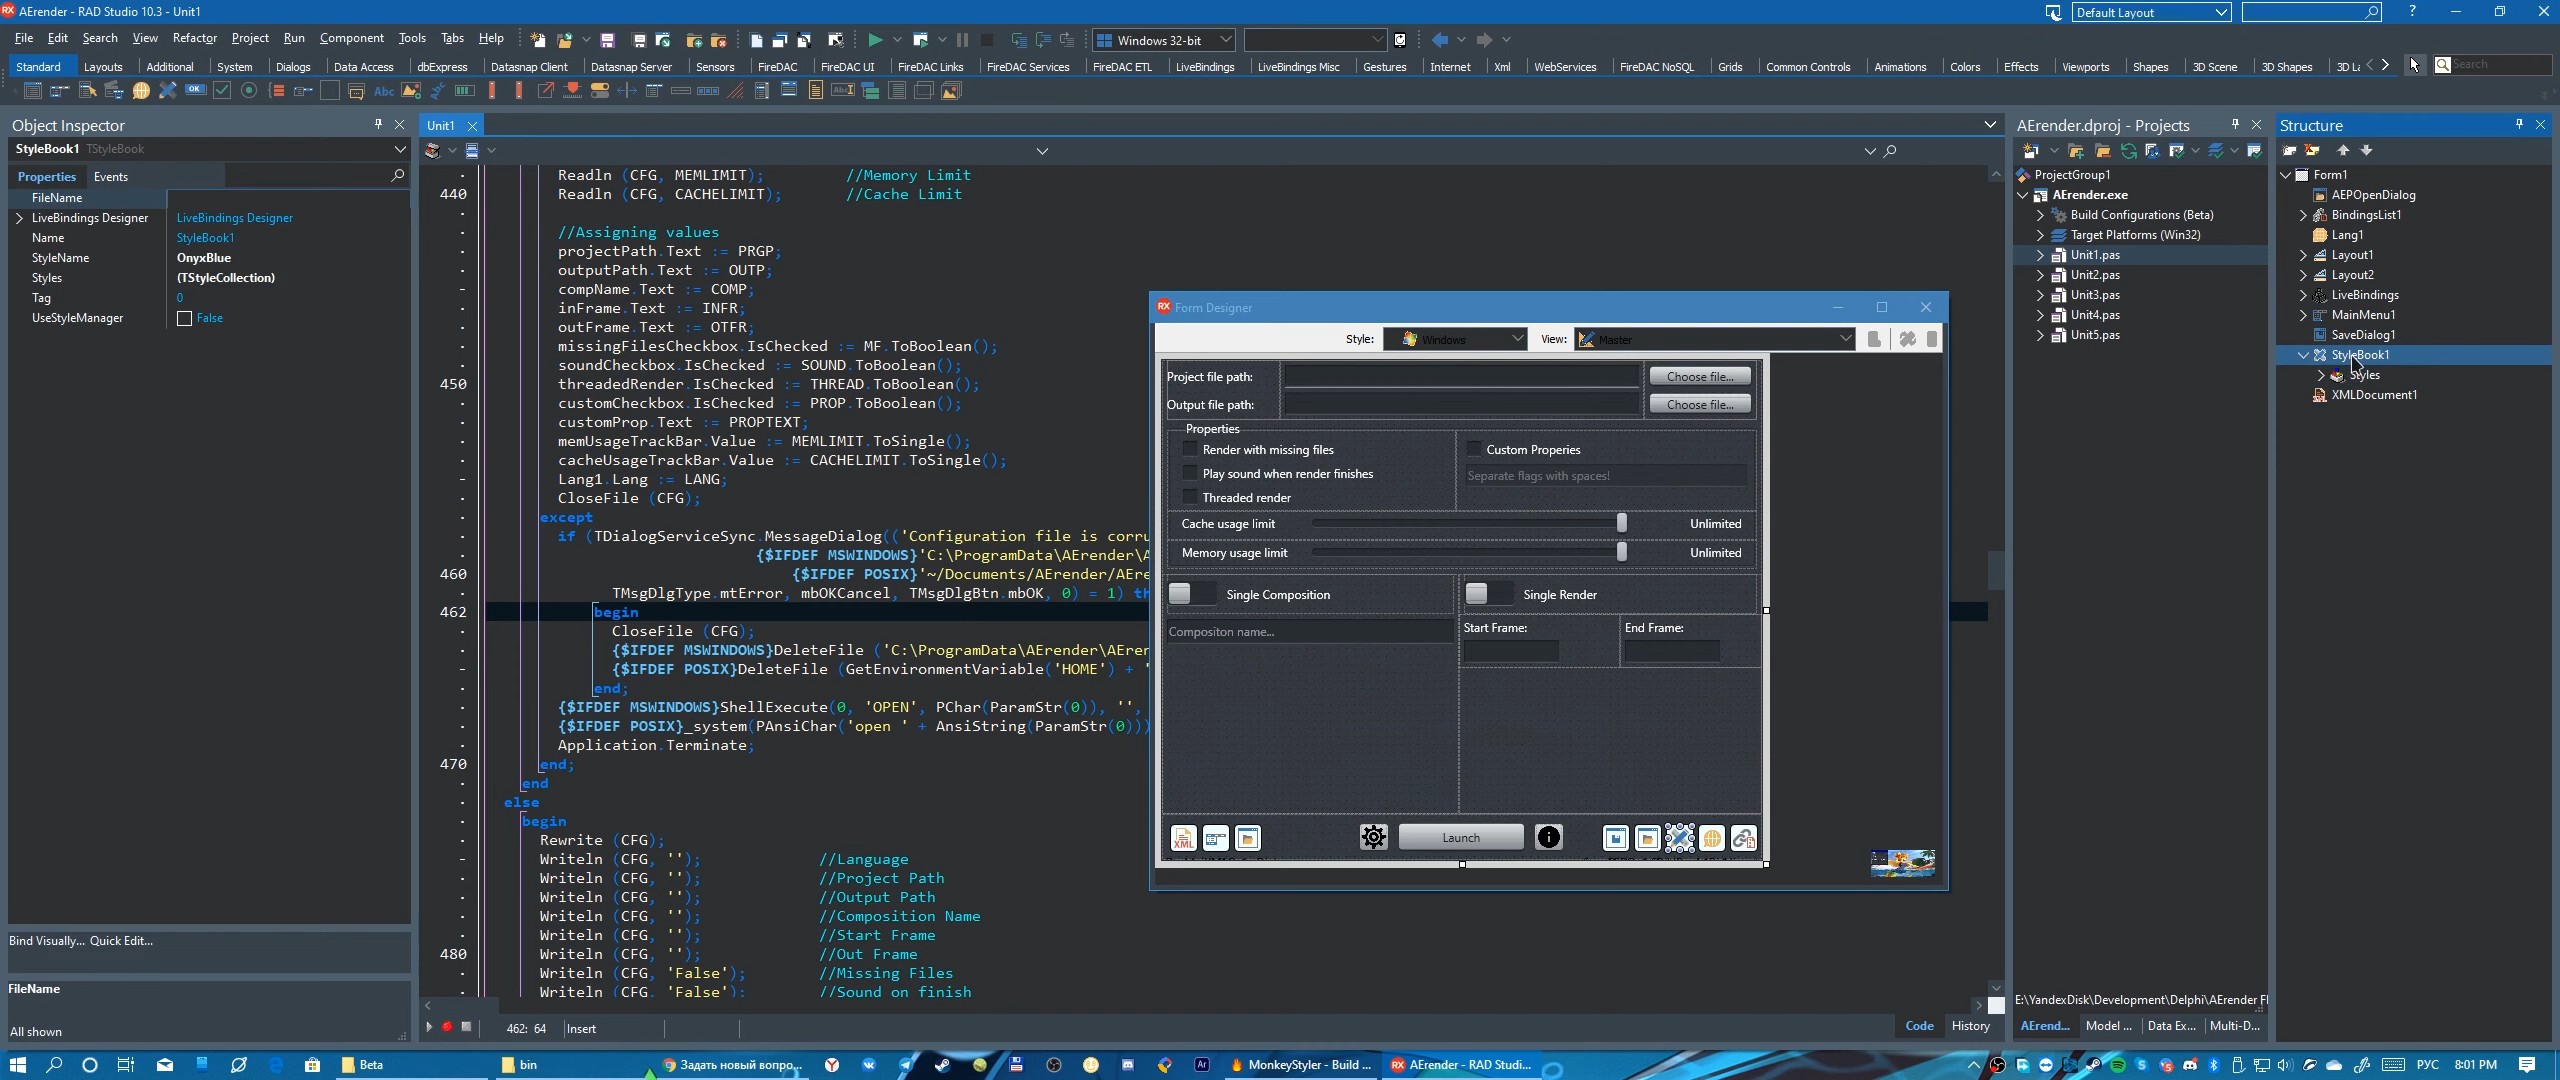 AErender - RAD Studio 10.3 - Unit1
Default Layout
?
File Edit Search View Refactor Project Run Component Tools Tabs Help
Windows 32-bit
Standard Layouts Additional System Dialogs Data Access dbExpress Datasnap Client Datasnap Server Sensors FireDAC FireDAC UI FireDAC Links FireDAC Services FireDAC ETL LiveBindings LiveBindings Misc Gestures Internet Xml WebServices FireDAC NoSQL Grids Common Controls Animations Colors Effects Viewports Shapes 3D Scene 3D Shapes
Search
Object Inspector
StyleBook1 TStyleBook
Properties Events
FileName
LiveBindings Designer LiveBindings Designer
Name StyleBook1
StyleName OnyxBlue
Styles (TStyleCollection)
Tag 0
UseStyleManager False
Bind Visually... Quick Edit...
FileName
All shown
Unit1
Readln (CFG, MEMLIMIT); //Memory Limit
440 Readln (CFG, CACHELIMIT); //Cache Limit
//Assigning values
projectPath.Text := PRGP;
outputPath.Text := OUTP;
compName.Text := COMP;
inFrame.Text := INFR;
outFrame.Text := OTFR;
missingFilesCheckbox.IsChecked := MF.ToBoolean();
soundCheckbox.IsChecked := SOUND.ToBoolean();
450 threadedRender.IsChecked := THREAD.ToBoolean();
customCheckbox.IsChecked := PROP.ToBoolean();
customProp.Text := PROPTEXT;
memUsageTrackBar.Value := MEMLIMIT.ToSingle();
cacheUsageTrackBar.Value := CACHELIMIT.ToSingle();
Lang1.Lang := LANG;
CloseFile (CFG);
except
if (TDialogServiceSync.MessageDialog(('Configuration file is corru
{$IFDEF MSWINDOWS}'C:\ProgramData\AErender\A
460 {$IFDEF POSIX}'~/Documents/AErender/AEre
TMsgDlgType.mtError, mbOKCancel, TMsgDlgBtn.mbOK, 0) = 1) th
462 begin
CloseFile (CFG);
{$IFDEF MSWINDOWS}DeleteFile ('C:\ProgramData\AErender\AErer
{$IFDEF POSIX}DeleteFile (GetEnvironmentVariable('HOME') + '
end;
{$IFDEF MSWINDOWS}ShellExecute(0, 'OPEN', PChar(ParamStr(0)), '',
{$IFDEF POSIX}_system(PAnsiChar('open ' + AnsiString(ParamStr(0)))
Application.Terminate;
470 end;
end
else
begin
Rewrite (CFG);
Writeln (CFG, ''); //Language
Writeln (CFG, ''); //Project Path
Writeln (CFG, ''); //Output Path
Writeln (CFG, ''); //Composition Name
Writeln (CFG, ''); //Start Frame
480 Writeln (CFG, ''); //Out Frame
Writeln (CFG, 'False'); //Missing Files
Writeln (CFG, 'False'); //Sound on finish
462: 64 Insert
Code History
Form Designer
Style: Windows View: Master
Project file path: Choose file...
Output file path: Choose file...
Properties
Render with missing files Custom Properies
Play sound when render finishes Separate flags with spaces!
Threaded render
Cache usage limit Unlimited
Memory usage limit Unlimited
Single Composition Single Render
Compositon name... Start Frame: End Frame:
XML Launch
AErender.dproj - Projects
ProjectGroup1
AErender.exe
Build Configurations (Beta)
Target Platforms (Win32)
Unit1.pas
Unit2.pas
Unit3.pas
Unit4.pas
Unit5.pas
E:\YandexDisk\Development\Delphi\AErender F
AErend... Model ... Data Ex... Multi-D...
Structure
Form1
AEPOpenDialog
BindingsList1
Lang1
Layout1
Layout2
LiveBindings
MainMenu1
SaveDialog1
StyleBook1
Styles
XMLDocument1
Beta
bin
Задать новый вопро...
MonkeyStyler - Build ...
AErender - RAD Studi...
РУС 8:01 PM